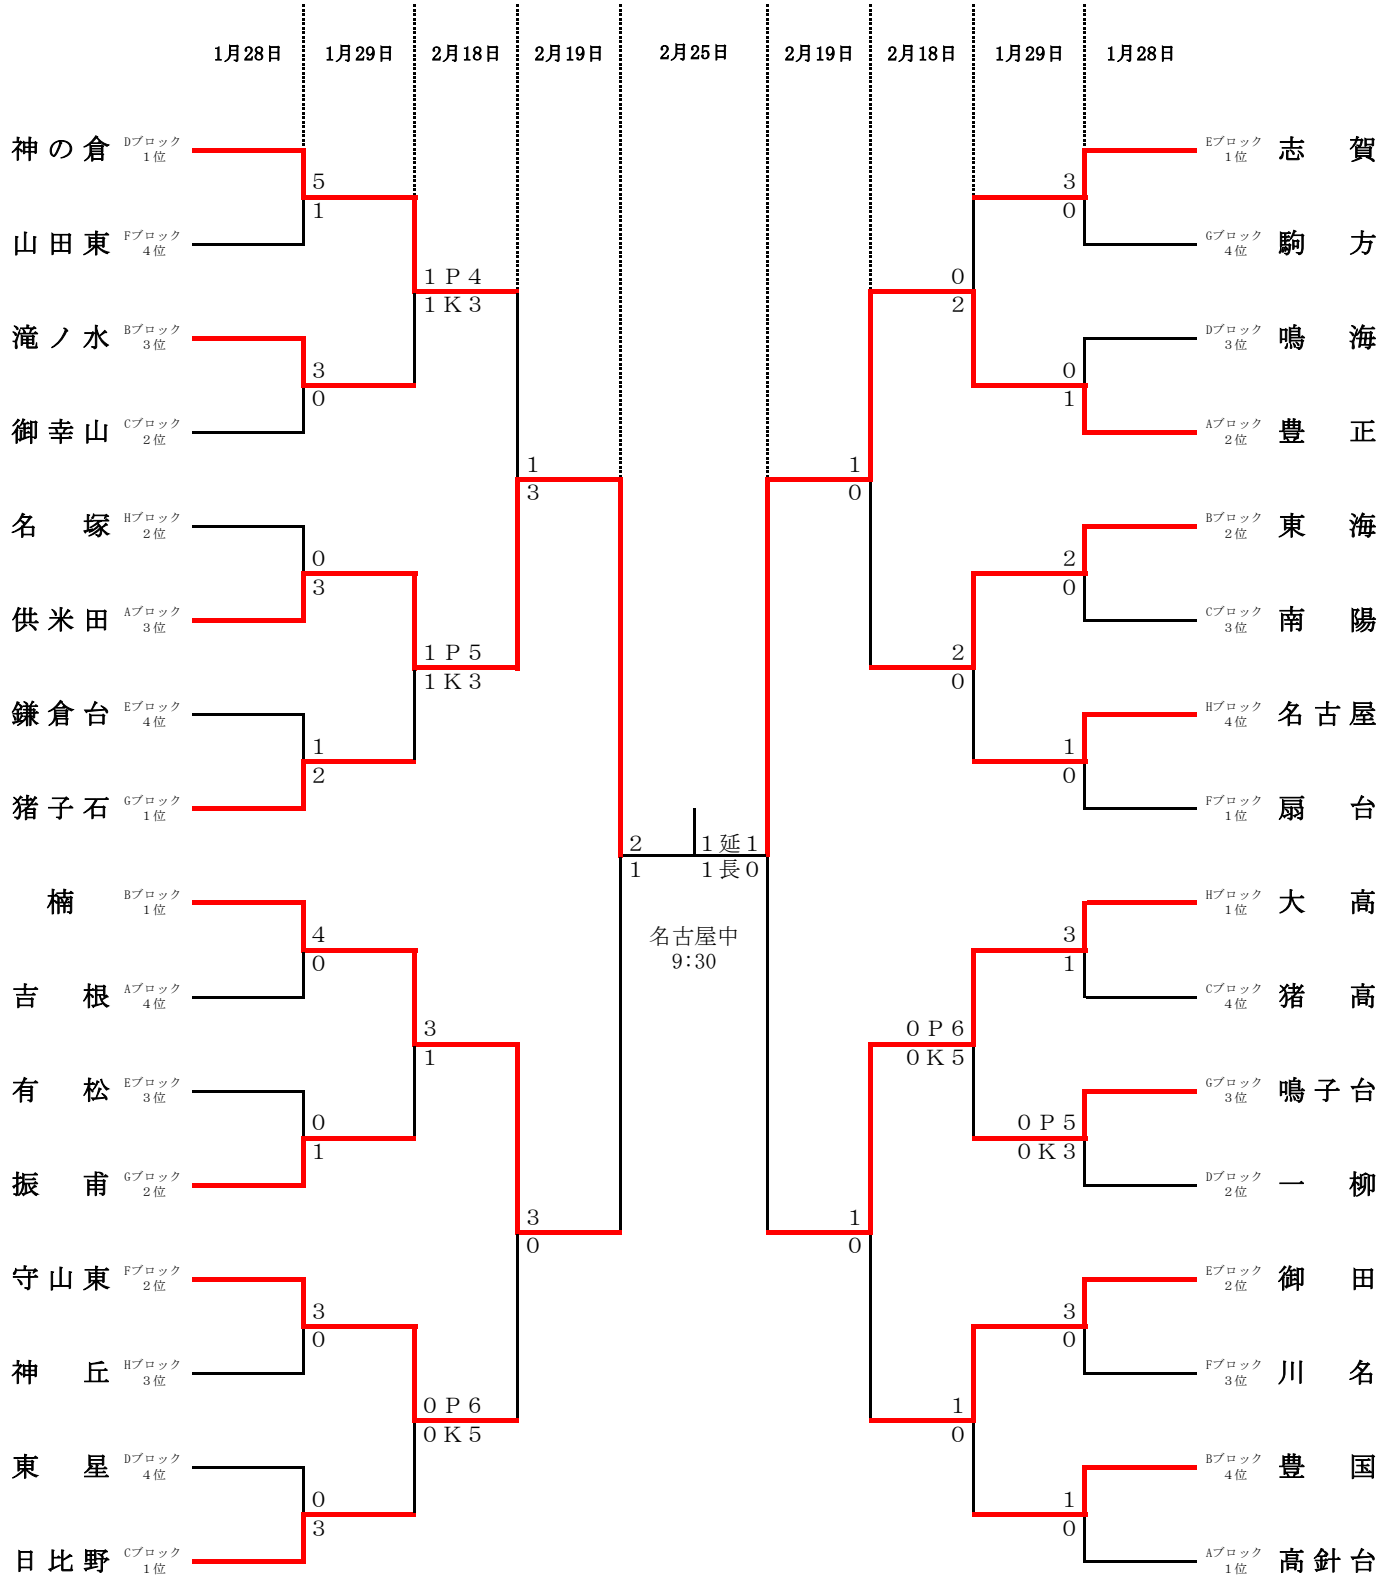 1月28日 1月29日 2月18日 2月19日 2月25日 2月19日 2月18日 1月29日 1月28日
神の倉 Dブロック 1位
5
1
山田東 Fブロック 4位
1 P 4
1 K 3
滝ノ水 Bブロック 3位
3
0
御幸山 Cブロック 2位
1
3
名塚 Hブロック 2位
0
3
供米田 Aブロック 3位
1 P 5
1 K 3
鎌倉台 Eブロック 4位
1
2
猪子石 Gブロック 1位
2
1
楠 Bブロック 1位
4
0
吉根 Aブロック 4位
3
1
有松 Eブロック 3位
0
1
振甫 Gブロック 2位
3
0
守山東 Fブロック 2位
3
0
神丘 Hブロック 3位
0 P 6
0 K 5
東星 Dブロック 4位
0
3
日比野 Cブロック 1位
1延1
1長0
名古屋中
9:30
Eブロック 1位 志賀
3
0
Gブロック 4位 駒方
0
2
Dブロック 3位 鳴海
0
1
Aブロック 2位 豊正
1
0
Bブロック 2位 東海
2
0
Cブロック 3位 南陽
2
0
Hブロック 4位 名古屋
1
0
Fブロック 1位 扇台
Hブロック 1位 大高
3
1
Cブロック 4位 猪高
0 P 6
0 K 5
Gブロック 3位 鳴子台
0 P 5
0 K 3
Dブロック 2位 一柳
1
0
Eブロック 2位 御田
3
0
Fブロック 3位 川名
1
0
Bブロック 4位 豊国
1
0
Aブロック 1位 高針台